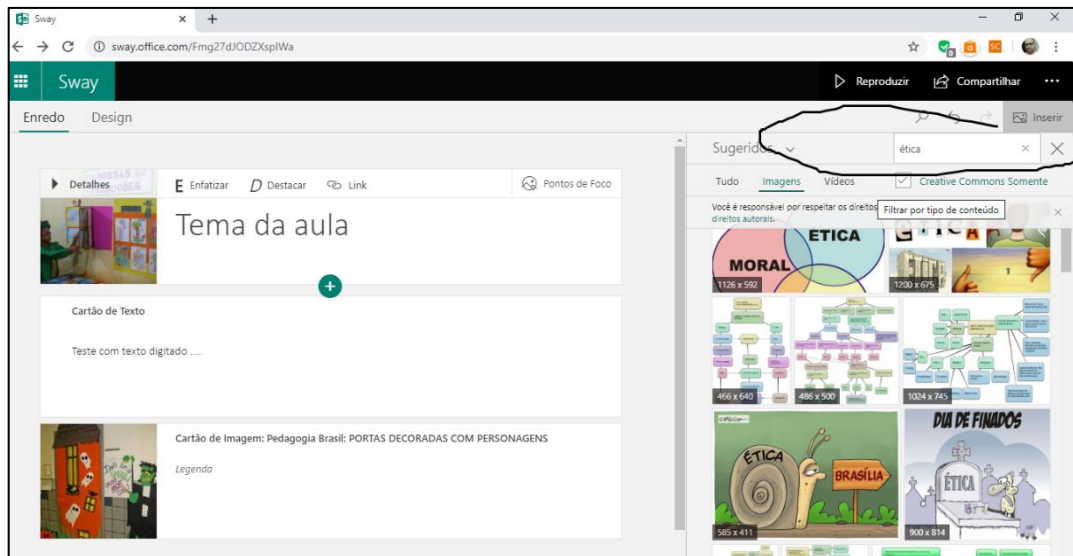 Sway
sway.office.com/Fmg27dJODZXspIWa
Sway
Reproduzir
Compartilhar
Enredo
Design
Inserir
Detalhes
E Enfatizar
D Destacar
Link
Pontos de Foco
Tema da aula
Cartão de Texto
Teste com texto digitado ....
Cartão de Imagem: Pedagogia Brasil: PORTAS DECORADAS COM PERSONAGENS
Legenda
Sugeridos
ética
Tudo
Imagens
Vídeos
Creative Commons Somente
Você é responsável por respeitar os direitos
direitos autorais.
Filtrar por tipo de conteúdo
ÉTICA
MORAL
1126 x 592
1200 x 675
466 x 640
486 x 500
1024 x 745
ÉTICA
BRASÍLIA
585 x 411
DIA DE FINADOS
ÉTICA
900 x 814